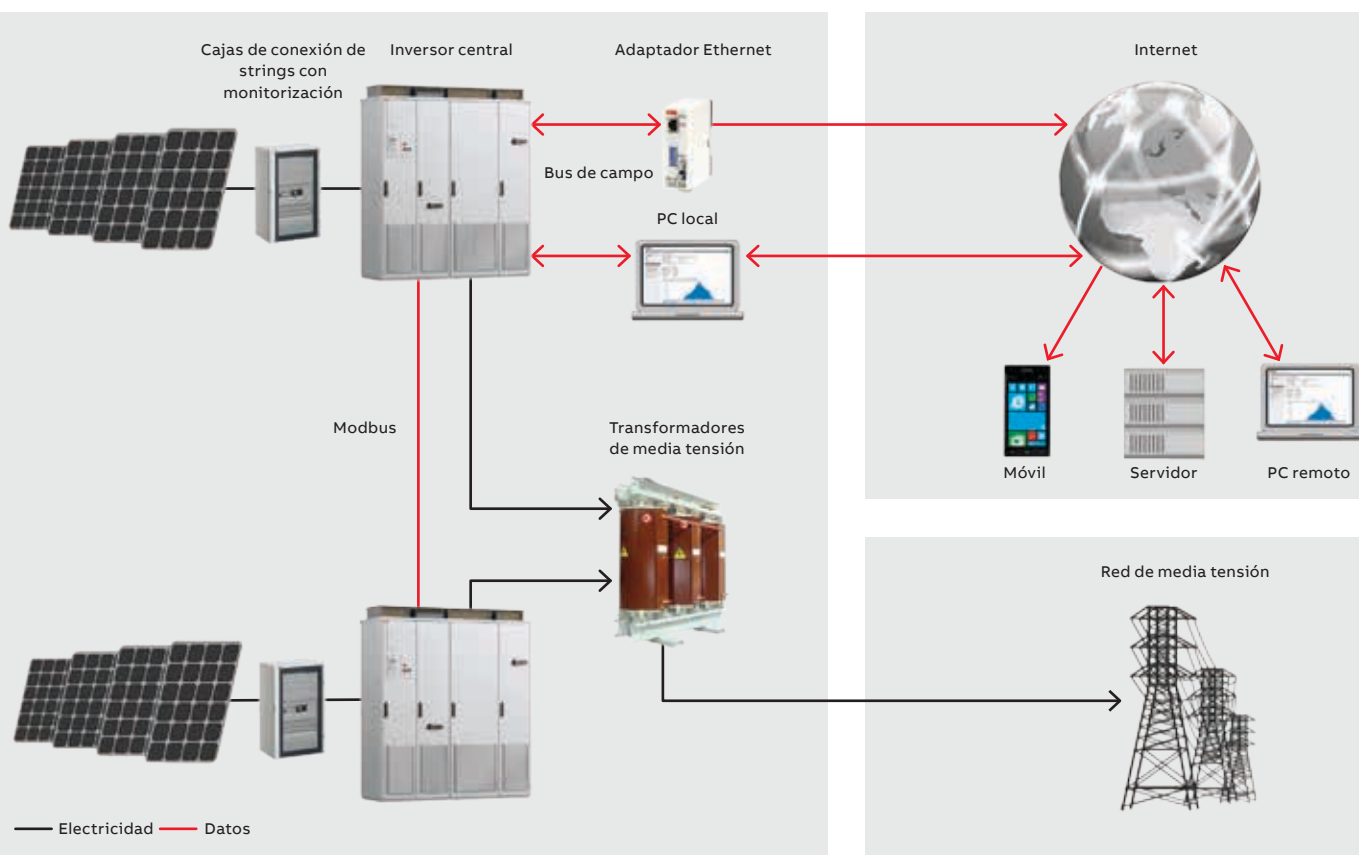 Cajas de conexión de
strings con
monitorización
Inversor central
Adaptador Ethernet
Internet
Bus de campo
PC local
Modbus
Transformadores
de media tensión
Móvil
Servidor
PC remoto
Red de media tensión
Electricidad
Datos